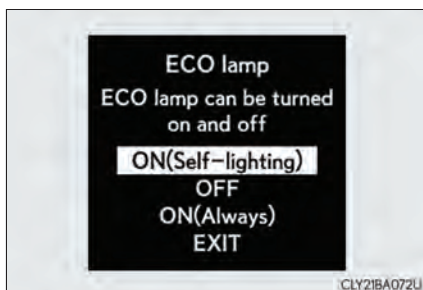 ECO lamp
ECO lamp can be turned
on and off
ON(Self-lighting)
OFF
ON(Always)
EXIT
CLY21BA072U